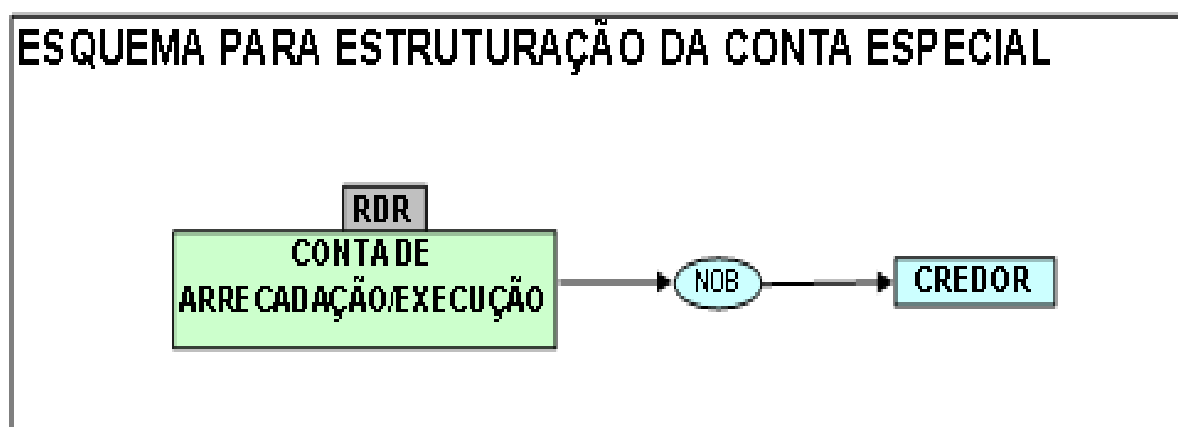 ESQUEMA PARA ESTRUTURAÇÃO DA CONTA ESPECIAL
RDR
CONTA DE
ARRECADAÇÃO/EXECUÇÃO
NOB
CREDOR